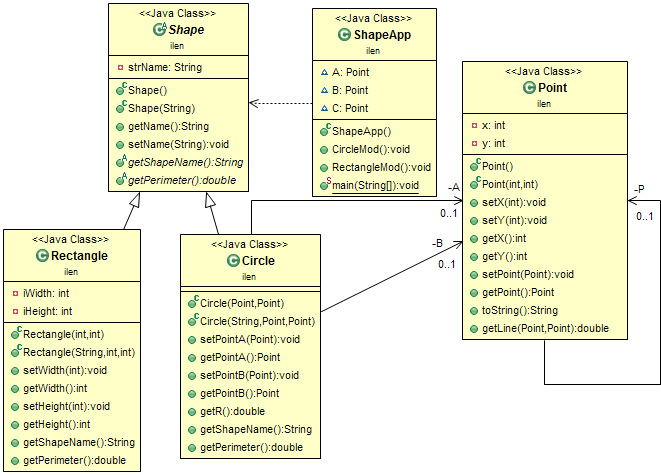 <<Java Class>>
Shape
ilen
strName: String
Shape()
Shape(String)
getName():String
setName(String):void
getShapeName():String
getPerimeter():double
<<Java Class>>
ShapeApp
ilen
A: Point
B: Point
C: Point
ShapeApp()
CircleMod():void
RectangleMod():void
main(String[]):void
<<Java Class>>
Point
ilen
x: int
y: int
Point()
Point(int,int)
setX(int):void
setY(int):void
getX():int
getY():int
setPoint(Point):void
getPoint():Point
toString():String
getLine(Point,Point):double
-A
0..1
-B
0..1
-P
0..1
<<Java Class>>
Rectangle
ilen
iWidth: int
iHeight: int
Rectangle(int,int)
Rectangle(String,int,int)
setWidth(int):void
getWidth():int
setHeight(int):void
getHeight():int
getShapeName():String
getPerimeter():double
<<Java Class>>
Circle
ilen
Circle(Point,Point)
Circle(String,Point,Point)
setPointA(Point):void
getPointA():Point
setPointB(Point):void
getPointB():Point
getR():double
getShapeName():String
getPerimeter():double